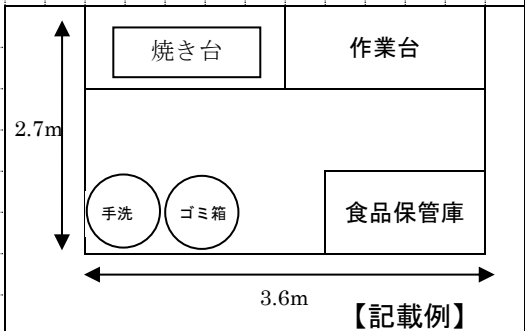 焼き台
作業台
2.7m
手洗
ゴミ箱
食品保管庫
3.6m
【記載例】